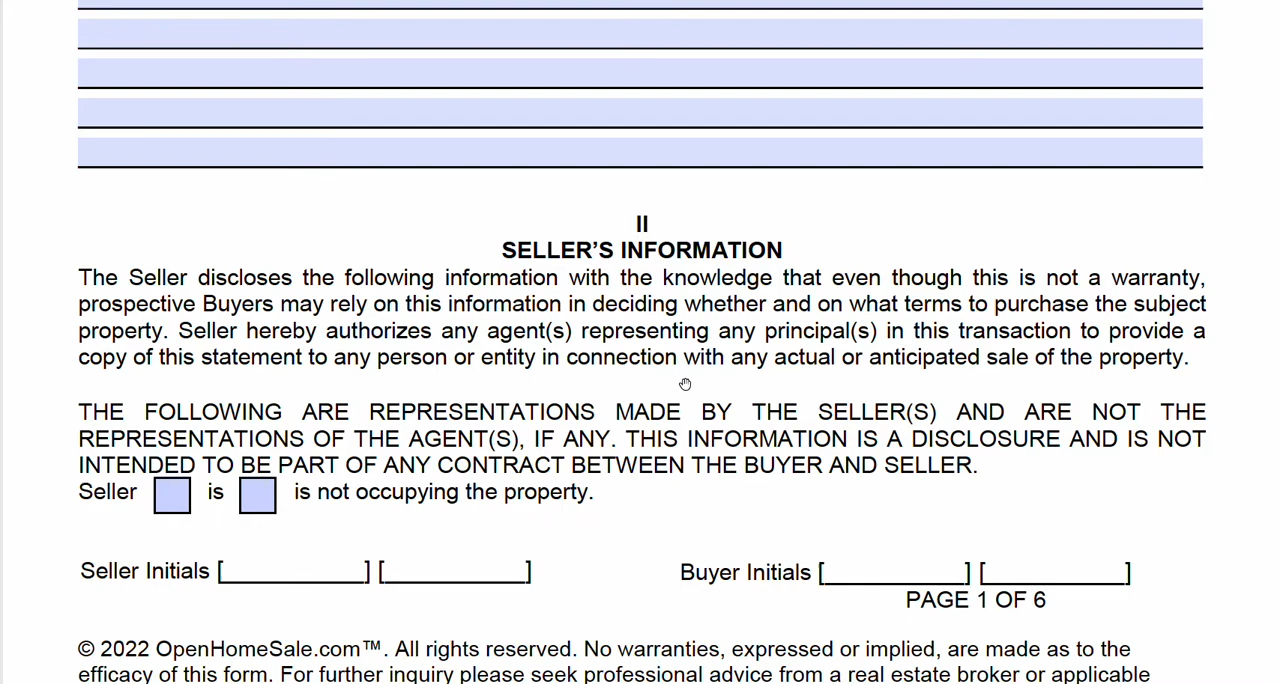 II
SELLER’S INFORMATION
The Seller discloses the following information with the knowledge that even though this is not a warranty,
prospective Buyers may rely on this information in deciding whether and on what terms to purchase the subject
property. Seller hereby authorizes any agent(s) representing any principal(s) in this transaction to provide a
copy of this statement to any person or entity in connection with any actual or anticipated sale of the property.
THE FOLLOWING ARE REPRESENTATIONS MADE BY THE SELLER(S) AND ARE NOT THE
REPRESENTATIONS OF THE AGENT(S), IF ANY. THIS INFORMATION IS A DISCLOSURE AND IS NOT
INTENDED TO BE PART OF ANY CONTRACT BETWEEN THE BUYER AND SELLER.
Seller is is not occupying the property.
Seller Initials [____________] [____________] Buyer Initials [____________] [____________]
PAGE 1 OF 6
© 2022 OpenHomeSale.com™. All rights reserved. No warranties, expressed or implied, are made as to the
efficacy of this form. For further inquiry please seek professional advice from a real estate broker or applicable